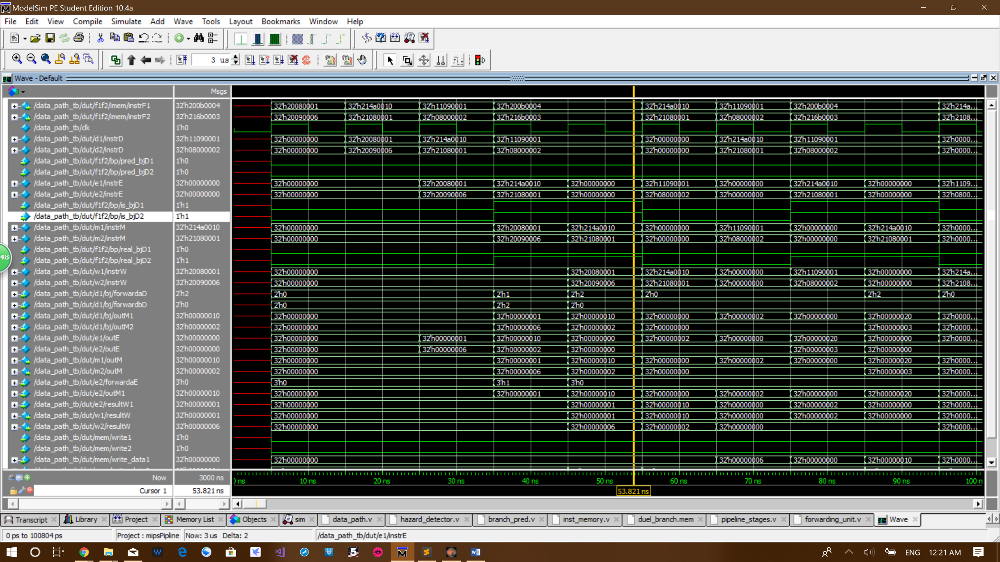 ModelSim PE Student Edition 10.4a
File Edit View Compile Simulate Add Wave Tools Layout Bookmarks Window Help
3 us
Wave - Default
Msgs
/data_path_tb/dut/f1f2/imem/instrF1 32'h200b0004 32'h20080001 32'h214a0010 32'h11090001 32'h200b0004 32'h214a0010 32'h11090001 32'h200b0004 32'h214a...
/data_path_tb/dut/f1f2/imem/instrF2 32'h216b0003 32'h20090006 32'h21080001 32'h08000002 32'h216b0003 32'h21080001 32'h08000002 32'h216b0003 32'h2108...
/data_path_tb/clk 1'h0
/data_path_tb/dut/d1/instrD 32'h11090001 32'h00000000 32'h20080001 32'h214a0010 32'h11090001 32'h00000000 32'h214a0010 32'h11090001 32'h0000...
/data_path_tb/dut/d2/instrD 32'h08000002 32'h00000000 32'h20090006 32'h21080001 32'h08000002 32'h00000000 32'h21080001 32'h08000002 32'h0000...
/data_path_tb/dut/f1f2/bp/pred_bjD1 1'h0
/data_path_tb/dut/f1f2/bp/pred_bjD2 1'h0
/data_path_tb/dut/e1/instrE 32'h00000000 32'h00000000 32'h20080001 32'h214a0010 32'h00000000 32'h11090001 32'h00000000 32'h214a0010 32'h00000000 32'h1109...
/data_path_tb/dut/e2/instrE 32'h00000000 32'h00000000 32'h20090006 32'h21080001 32'h00000000 32'h08000002 32'h00000000 32'h21080001 32'h00000000 32'h0800...
/data_path_tb/dut/f1f2/bp/is_bjD1 1'h1
/data_path_tb/dut/f1f2/bp/is_bjD2 1'h1
/data_path_tb/dut/m1/instrM 32'h214a0010 32'h00000000 32'h20080001 32'h214a0010 32'h00000000 32'h11090001 32'h00000000 32'h214a0010 32'h0000...
/data_path_tb/dut/m2/instrM 32'h21080001 32'h00000000 32'h20090006 32'h21080001 32'h00000000 32'h08000002 32'h00000000 32'h21080001 32'h0000...
/data_path_tb/dut/f1f2/bp/real_bjD1 1'h0
48
/data_path_tb/dut/f1f2/bp/real_bjD2 1'h1
/data_path_tb/dut/w1/instrW 32'h20080001 32'h00000000 32'h20080001 32'h214a0010 32'h00000000 32'h11090001 32'h00000000 32'h214a...
/data_path_tb/dut/w2/instrW 32'h20090006 32'h00000000 32'h20090006 32'h21080001 32'h00000000 32'h08000002 32'h00000000 32'h2108...
/data_path_tb/dut/d1/bj/forwardaD 2'h2 2'h0 2'h1 2'h2 2'h0 2'h2 2'h0
/data_path_tb/dut/d1/bj/forwardbD 2'h0 2'h0 2'h2 2'h0
/data_path_tb/dut/d1/bj/outM1 32'h00000010 32'h00000000 32'h00000001 32'h00000010 32'h00000000 32'h00000002 32'h00000000 32'h00000020 32'h0000...
/data_path_tb/dut/d1/bj/outM2 32'h00000002 32'h00000000 32'h00000006 32'h00000002 32'h00000000 32'h00000003 32'h0000...
/data_path_tb/dut/e1/outE 32'h00000000 32'h00000000 32'h00000001 32'h00000010 32'h00000000 32'h00000002 32'h00000000 32'h00000020 32'h00000000 32'h0000...
/data_path_tb/dut/e2/outE 32'h00000000 32'h00000000 32'h00000006 32'h00000002 32'h00000000 32'h00000003 32'h00000000
/data_path_tb/dut/m1/outM 32'h00000010 32'h00000000 32'h00000001 32'h00000010 32'h00000000 32'h00000002 32'h00000000 32'h00000020 32'h0000...
/data_path_tb/dut/m2/outM 32'h00000002 32'h00000000 32'h00000006 32'h00000002 32'h00000000 32'h00000003 32'h0000...
/data_path_tb/dut/e2/forwardaE 3'h0 3'h0 3'h1 3'h0
/data_path_tb/dut/e2/outM1 32'h00000010 32'h00000000 32'h00000001 32'h00000010 32'h00000000 32'h00000002 32'h00000000 32'h00000020 32'h0000...
/data_path_tb/dut/e2/resultW1 32'h00000001 32'h00000000 32'h00000001 32'h00000010 32'h00000000 32'h00000002 32'h00000000 32'h0000...
/data_path_tb/dut/w1/resultW 32'h00000001 32'h00000000 32'h00000001 32'h00000010 32'h00000000 32'h00000002 32'h00000000 32'h0000...
/data_path_tb/dut/w2/resultW 32'h00000006 32'h00000000 32'h00000006 32'h00000002 32'h00000000 32'h0000...
/data_path_tb/dut/mem/write1 1'h0
/data_path_tb/dut/mem/write2 1'h0
/data_path_tb/dut/mem/write_data1 32'h00000000 32'h00000000 32'h00000006 32'h00000000 32'h00000010 32'h0000...
Now 3000 ns 0 ns 10 ns 20 ns 30 ns 40 ns 50 ns 60 ns 70 ns 80 ns 90 ns 100 n
Cursor 1 53.821 ns 53.821 ns
Transcript Library Project Memory List Objects sim data_path.v hazard_detector.v branch_pred.v inst_memory.v duel_branch.mem pipeline_stages.v forwarding_unit.v Wave
0 ps to 100804 ps Project : mipsPipline Now: 3 us Delta: 2 /data_path_tb/dut/e1/instrE
ENG 12:21 AM